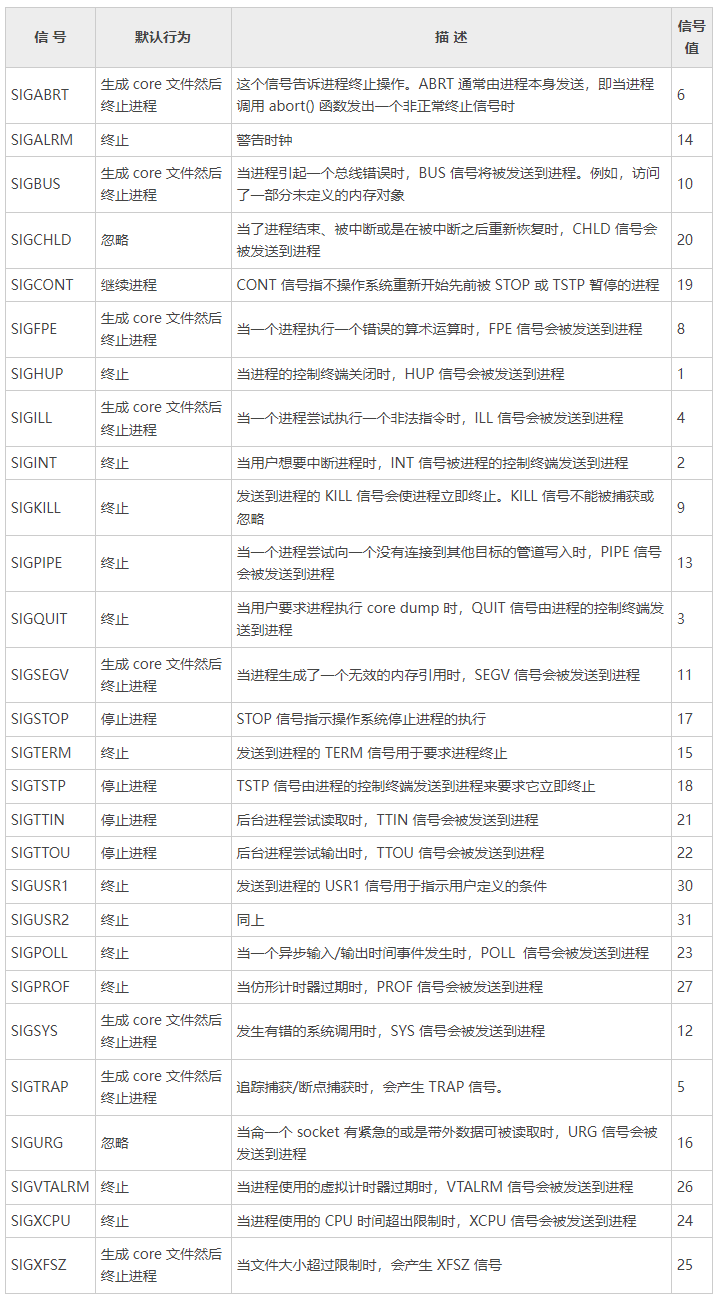 信 号 默认行为 描 述 信号
值
SIGABRT 生成 core 文件然后 这个信号告诉进程终止操作。ABRT 通常由进程本身发送，即当进程 6
终止进程 调用 abort() 函数发出一个非正常终止信号时
SIGALRM 终止 警告时钟 14
SIGBUS 生成 core 文件然后 当进程引起一个总线错误时，BUS 信号将被发送到进程。例如，访问 10
终止进程 了一部分未定义的内存对象
SIGCHLD 忽略 当了进程结束、被中断或是在被中断之后重新恢复时，CHLD 信号会 20
被发送到进程
SIGCONT 继续进程 CONT 信号指不操作系统重新开始先前被 STOP 或 TSTP 暂停的进程 19
SIGFPE 生成 core 文件然后 当一个进程执行一个错误的算术运算时，FPE 信号会被发送到进程 8
终止进程
SIGHUP 终止 当进程的控制终端关闭时，HUP 信号会被发送到进程 1
SIGILL 生成 core 文件然后 当一个进程尝试执行一个非法指令时，ILL 信号会被发送到进程 4
终止进程
SIGINT 终止 当用户想要中断进程时，INT 信号被进程的控制终端发送到进程 2
SIGKILL 终止 发送到进程的 KILL 信号会使进程立即终止。KILL 信号不能被捕获或 9
忽略
SIGPIPE 终止 当一个进程尝试向一个没有连接到其他目标的管道写入时，PIPE 信号 13
会被发送到进程
SIGQUIT 终止 当用户要求进程执行 core dump 时，QUIT 信号由进程的控制终端发 3
送到进程
SIGSEGV 生成 core 文件然后 当进程生成了一个无效的内存引用时，SEGV 信号会被发送到进程 11
终止进程
SIGSTOP 停止进程 STOP 信号指示操作系统停止进程的执行 17
SIGTERM 终止 发送到进程的 TERM 信号用于要求进程终止 15
SIGTSTP 停止进程 TSTP 信号由进程的控制终端发送到进程来要求它立即终止 18
SIGTTIN 停止进程 后台进程尝试读取时，TTIN 信号会被发送到进程 21
SIGTTOU 停止进程 后台进程尝试输出时，TTOU 信号会被发送到进程 22
SIGUSR1 终止 发送到进程的 USR1 信号用于指示用户定义的条件 30
SIGUSR2 终止 同上 31
SIGPOLL 终止 当一个异步输入/输出时间事件发生时，POLL 信号会被发送到进程 23
SIGPROF 终止 当仿形计时器过期时，PROF 信号会被发送到进程 27
SIGSYS 生成 core 文件然后 发生有错的系统调用时，SYS 信号会被发送到进程 12
终止进程
SIGTRAP 生成 core 文件然后 追踪捕获/断点捕获时，会产生 TRAP 信号。 5
终止进程
SIGURG 忽略 当侖一个 socket 有紧急的或是带外数据可被读取时，URG 信号会被 16
发送到进程
SIGVTALRM 终止 当进程使用的虚拟计时器过期时，VTALRM 信号会被发送到进程 26
SIGXCPU 终止 当进程使用的 CPU 时间超出限制时，XCPU 信号会被发送到进程 24
SIGXFSZ 生成 core 文件然后 当文件大小超过限制时，会产生 XFSZ 信号 25
终止进程